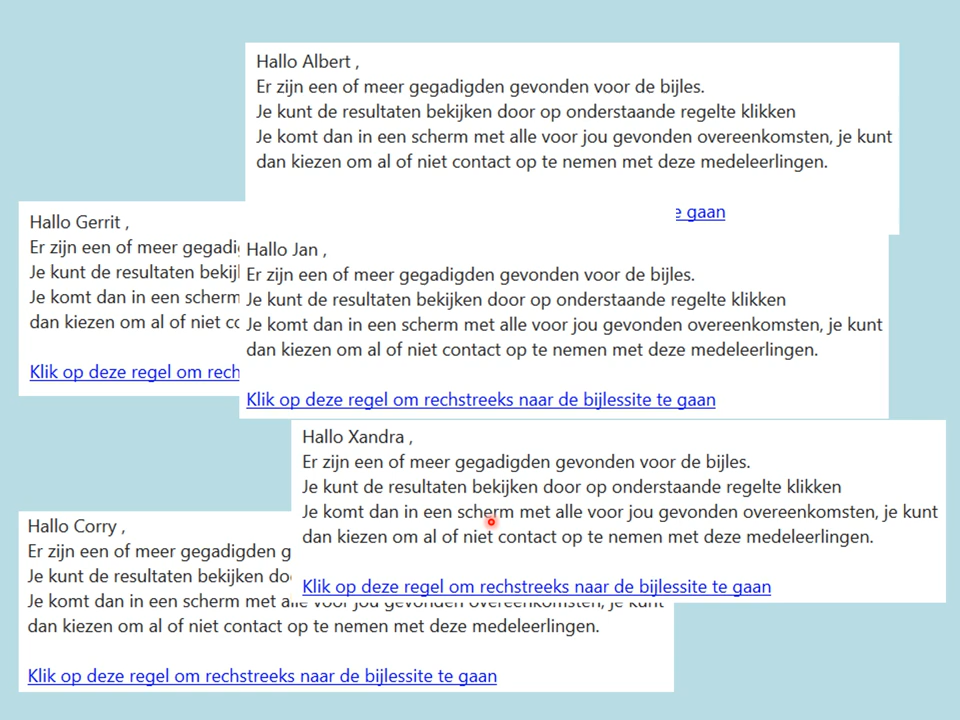 Hallo Albert ,
Er zijn een of meer gegadigden gevonden voor de bijles.
Je kunt de resultaten bekijken door op onderstaande regelte klikken
Je komt dan in een scherm met alle voor jou gevonden overeenkomsten, je kunt
dan kiezen om al of niet contact op te nemen met deze medeleerlingen.
gaan
Hallo Gerrit ,
Er zijn een of meer
Je kunt de resultaten
Je komt dan in een scherm
dan kiezen om al of niet
Klik op deze regel om
Hallo Jan ,
Er zijn een of meer gegadigden gevonden voor de bijles.
Je kunt de resultaten bekijken door op onderstaande regelte klikken
Je komt dan in een scherm met alle voor jou gevonden overeenkomsten, je kunt
dan kiezen om al of niet contact op te nemen met deze medeleerlingen.
Klik op deze regel om rechstreeks naar de bijlessite te gaan
Hallo Xandra ,
Er zijn een of meer gegadigden gevonden voor de bijles.
Je kunt de resultaten bekijken door op onderstaande regelte klikken
Je komt dan in een scherm met alle voor jou gevonden overeenkomsten, je kunt
dan kiezen om al of niet contact op te nemen met deze medeleerlingen.
Klik op deze regel om rechstreeks naar de bijlessite te gaan
Hallo Corry ,
Er zijn een of meer gegadigden
Je kunt de resultaten bekijken
Je komt dan in een scherm met alle voor jou gevonden overeenkomsten, je kunt
dan kiezen om al of niet contact op te nemen met deze medeleerlingen.
Klik op deze regel om rechstreeks naar de bijlessite te gaan